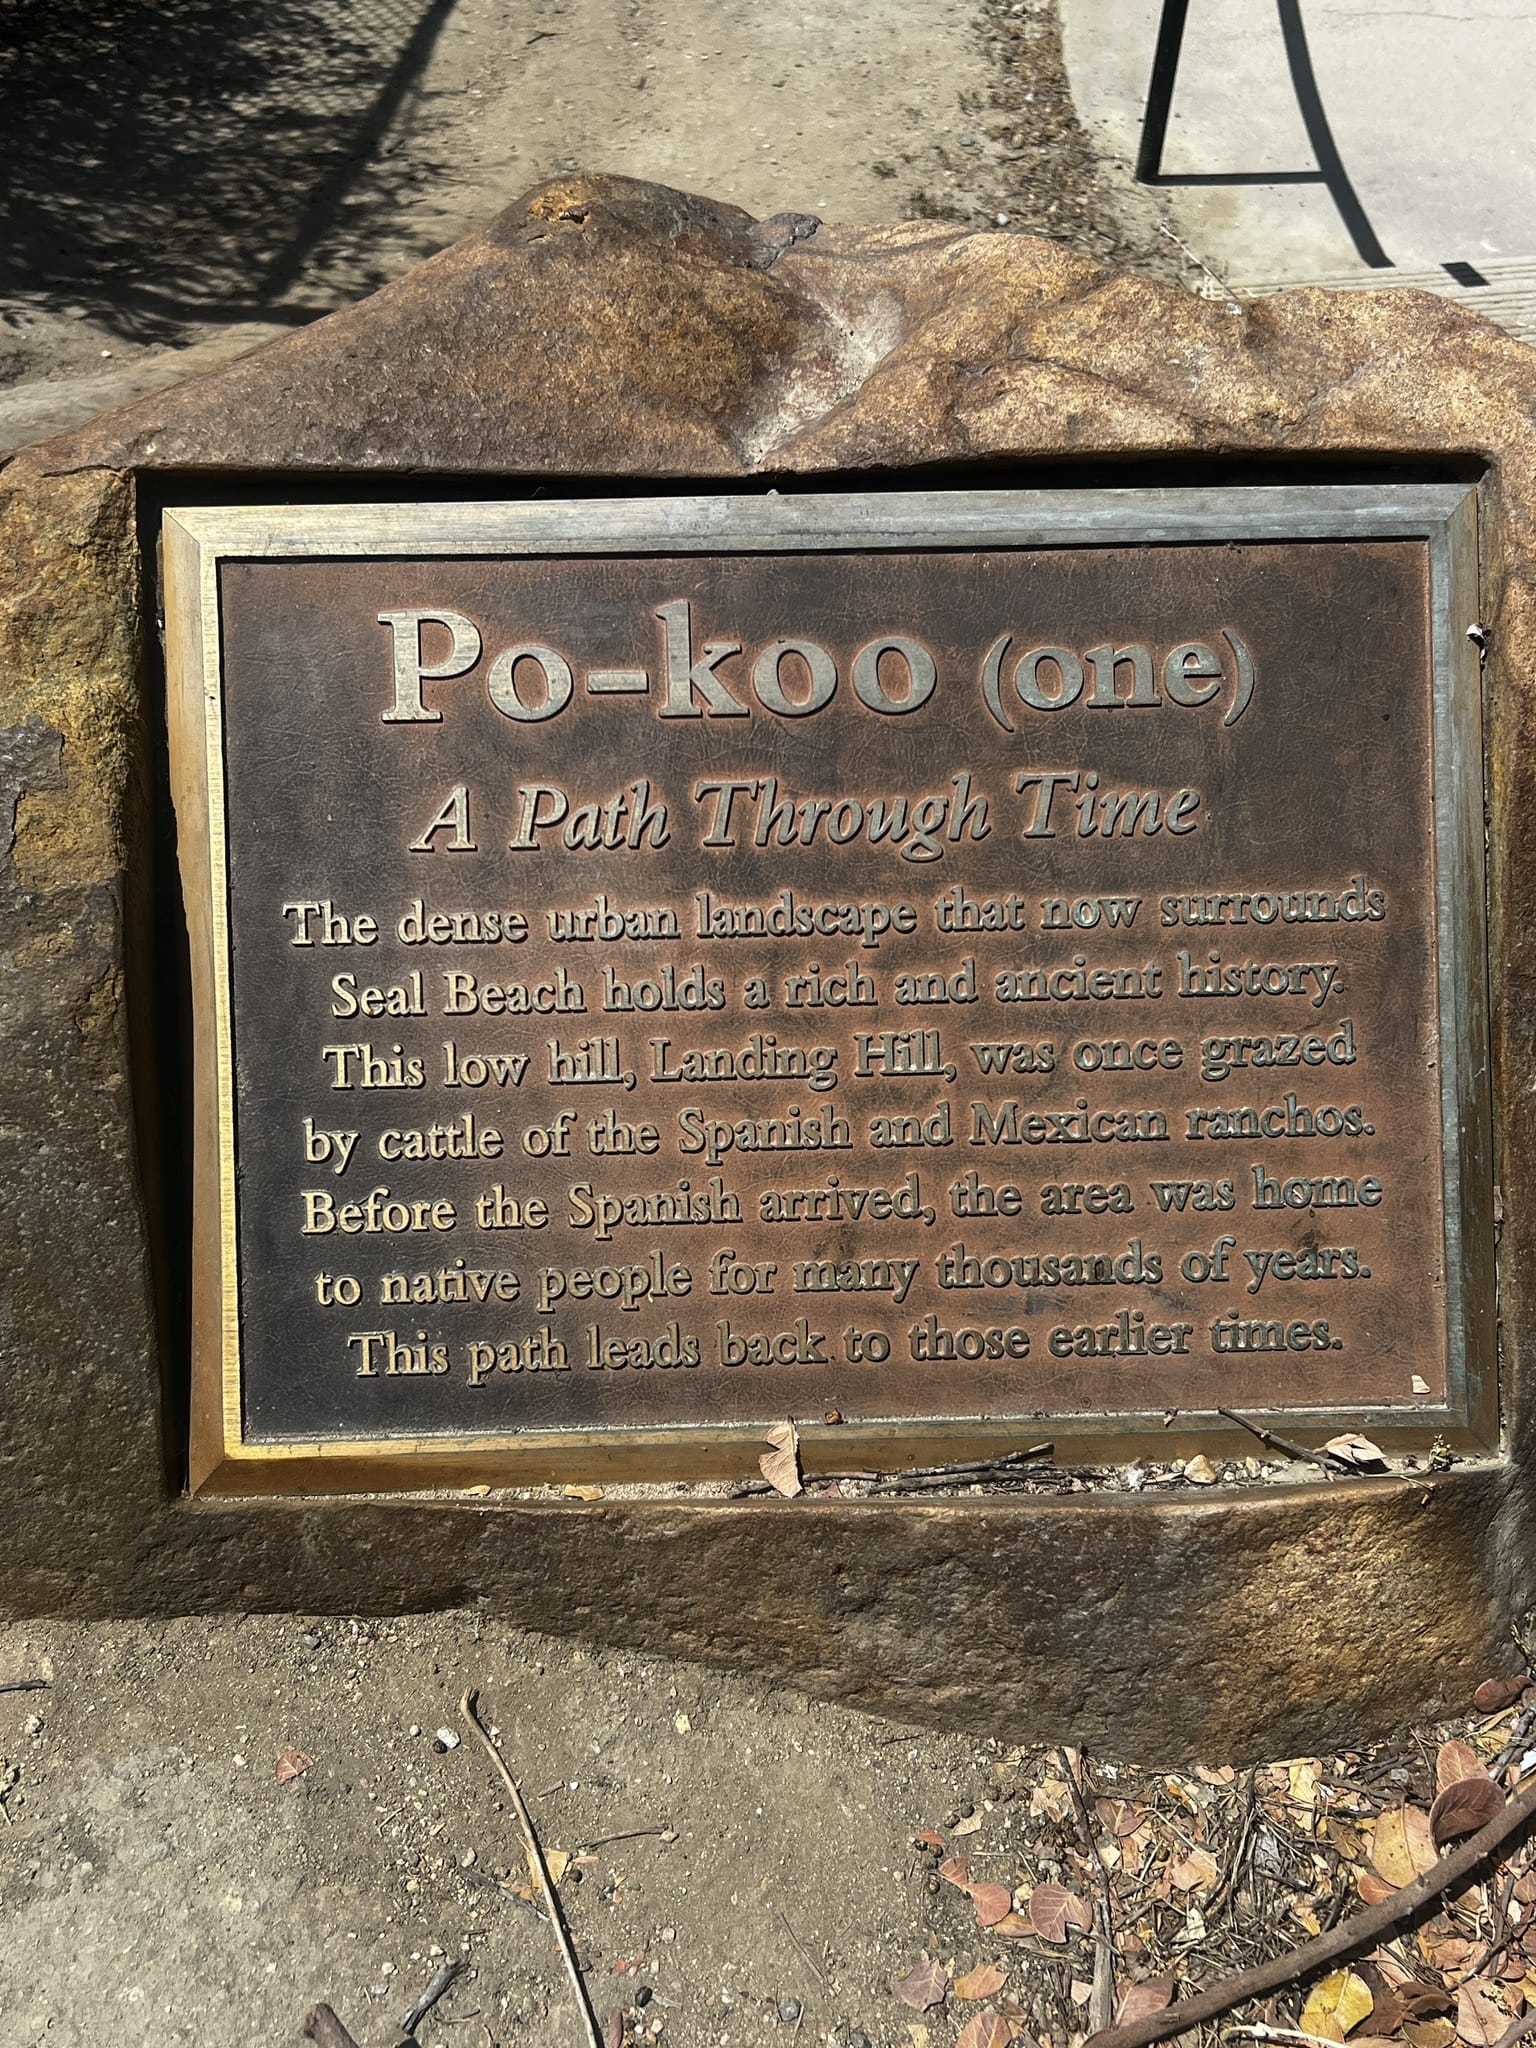 Po-koo (one)
A Path Through Time
The dense urban landscape that now surrounds
Seal Beach holds a rich and ancient history.
This low hill, Landing Hill, was once grazed
by cattle of the Spanish and Mexican ranchos.
Before the Spanish arrived, the area was home
to native people for many thousands of years.
This path leads back to those earlier times.